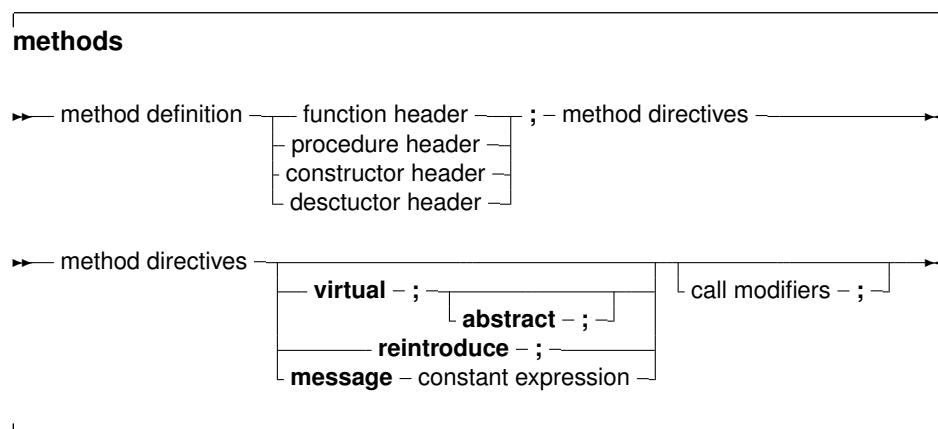 methods
method definition function header ; method directives
procedure header
constructor header
desctuctor header
method directives
virtual ; call modifiers ;
abstract ;
reintroduce ;
message constant expression